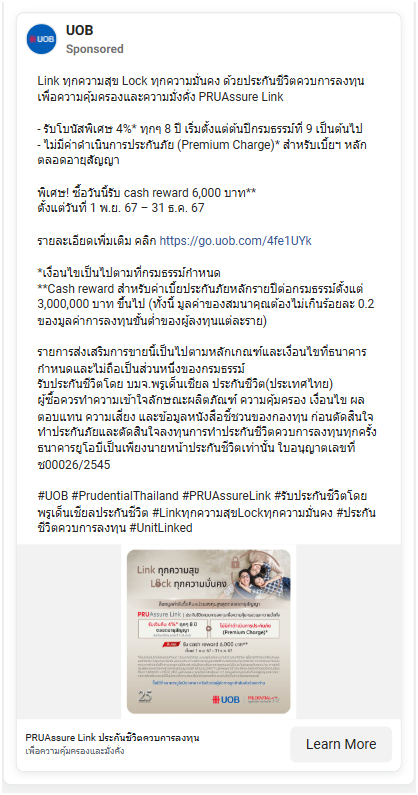 UOB
Sponsored
Link ทุกความสุข Lock ทุกความมั่นคง ด้วยประกันชีวิตควบการลงทุน
เพื่อความคุ้มครองและความมั่งคั่ง PRUAssure Link
- รับโบนัสพิเศษ 4%* ทุกๆ 8 ปี เริ่มตั้งแต่ต้นปีกรมธรรม์ที่ 9 เป็นต้นไป
- ไม่มีค่าดำเนินการประกันภัย (Premium Charge)* สำหรับเบี้ยฯ หลัก
ตลอดอายุสัญญา
พิเศษ! ซื้อวันนี้รับ cash reward 6,000 บาท**
ตั้งแต่วันที่ 1 พ.ย. 67 – 31 ธ.ค. 67
รายละเอียดเพิ่มเติม คลิก https://go.uob.com/4fe1UYk
*เงื่อนไขเป็นไปตามที่กรมธรรม์กำหนด
**Cash reward สำหรับค่าเบี้ยประกันภัยหลักรายปีต่อกรมธรรม์ตั้งแต่
3,000,000 บาท ขึ้นไป (ทั้งนี้ มูลค่าของสมนาคุณต้องไม่เกินร้อยละ 0.2
ของมูลค่าการลงทุนขั้นต่ำของผู้ลงทุนแต่ละราย)
รายการส่งเสริมการขายนี้เป็นไปตามหลักเกณฑ์และเงื่อนไขที่ธนาคาร
กำหนดและไม่ถือเป็นส่วนหนึ่งของกรมธรรม์
รับประกันชีวิตโดย บมจ.พรูเด็นเชียล ประกันชีวิต(ประเทศไทย)
ผู้ซื้อควรทำความเข้าใจลักษณะผลิตภัณฑ์ ความคุ้มครอง เงื่อนไข ผล
ตอบแทน ความเสี่ยง และข้อมูลหนังสือชี้ชวนของกองทุน ก่อนตัดสินใจ
ทำประกันภัยและตัดสินใจลงทุนการทำประกันชีวิตควบการลงทุนทุกครั้ง
ธนาคารยูโอบีเป็นเพียงนายหน้าประกันชีวิตเท่านั้น ใบอนุญาตเลขที่
ช00026/2545
#UOB #PrudentialThailand #PRUAssureLink #รับประกันชีวิตโดย
พรูเด็นเชียลประกันชีวิต #LinkทุกความสุขLockทุกความมั่นคง #ประกัน
ชีวิตควบการลงทุน #UnitLinked
Link ทุกความสุข
Lock ทุกความมั่นคง
PRUAssure Link
รับเงินคืน 4%* ทุกๆ 8 ปี
ตลอดอายุสัญญา
ไม่มีค่าดำเนินการประกันภัย
(Premium Charge)*
รับ cash reward 6,000 บาท**
25
UOB
PRUDENTIAL
PRUAssure Link ประกันชีวิตควบการลงทุน
เพื่อความคุ้มครองและมั่งคั่ง
Learn More